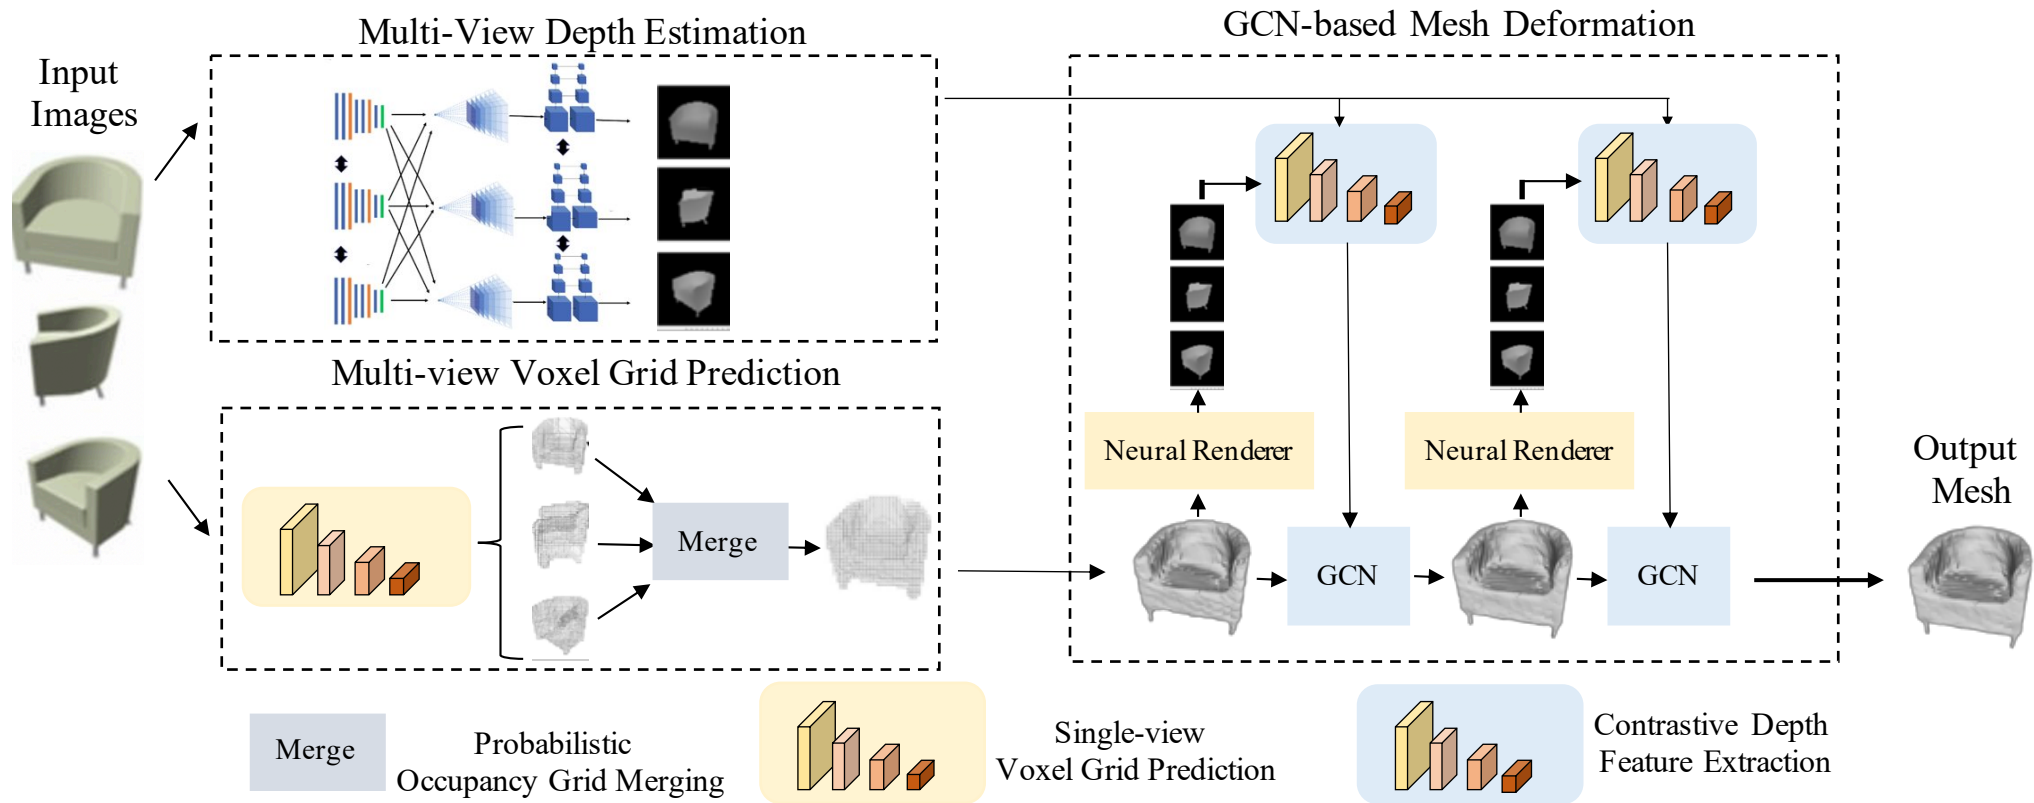 Multi-View Depth Estimation
GCN-based Mesh Deformation
Input
Images
Multi-view Voxel Grid Prediction
Neural Renderer
Neural Renderer
Output
Mesh
Merge
GCN
GCN
Merge
Probabilistic
Occupancy Grid Merging
Single-view
Voxel Grid Prediction
Contrastive Depth
Feature Extraction